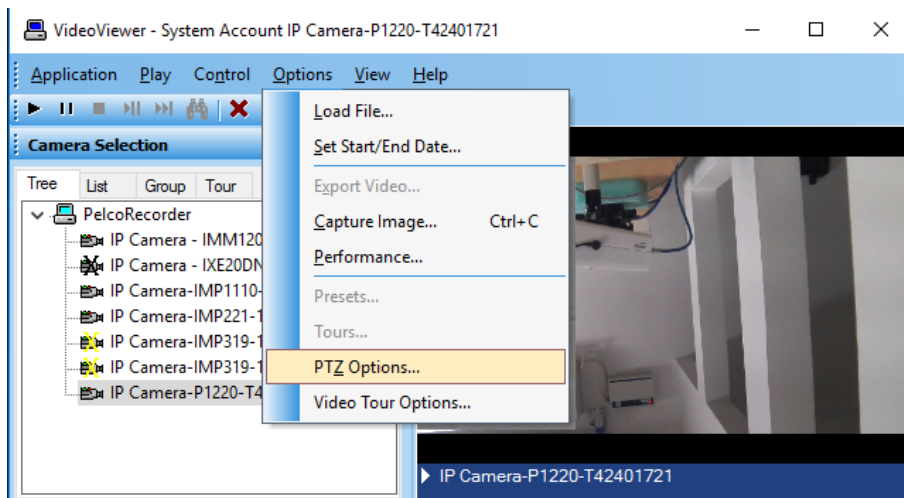 VideoViewer - System Account IP Camera-P1220-T42401721
Application Play Control Options View Help
Camera Selection
Tree List Group Tour
PelcoRecorder
IP Camera - IMM120
IP Camera - IXE20DN
IP Camera-IMP1110-
IP Camera-IMP221-1
IP Camera-IMP319-1
IP Camera-IMP319-1
IP Camera-P1220-T4
Load File...
Set Start/End Date...
Export Video...
Capture Image... Ctrl+C
Performance...
Presets...
Tours...
PTZ Options...
Video Tour Options...
IP Camera-P1220-T42401721